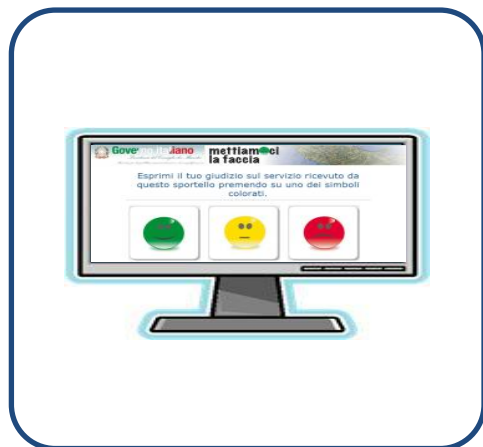 Governo italiano
mettiamoci
la faccia
Esprimi il tuo giudizio sul servizio ricevuto da
questo sportello premendo su uno dei simboli
colorati.